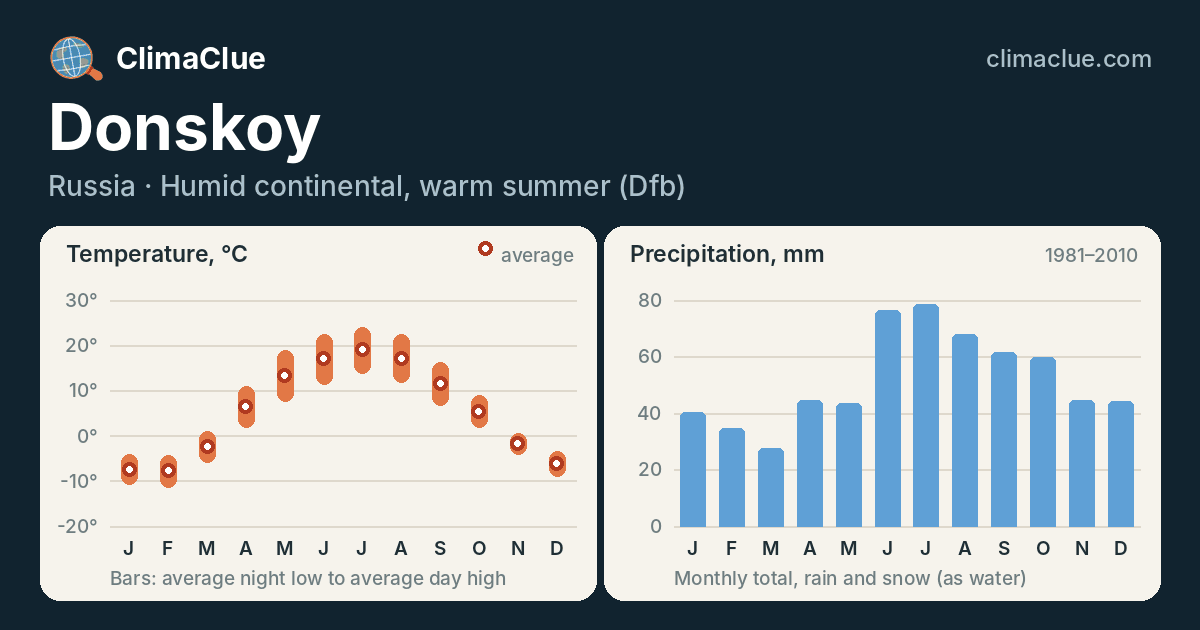 ClimaClue
climaclue.com
Donskoy
Russia · Humid continental, warm summer (Dfb)
Temperature, °C
average
30°
20°
10°
0°
-10°
-20°
J F M A M J J A S O N D
Bars: average night low to average day high
Precipitation, mm
1981–2010
80
60
40
20
0
J F M A M J J A S O N D
Monthly total, rain and snow (as water)